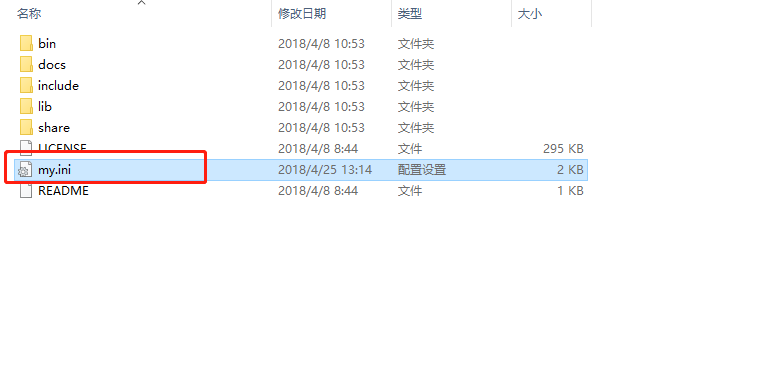 名称 修改日期 类型 大小
bin 2018/4/8 10:53 文件夹
docs 2018/4/8 10:53 文件夹
include 2018/4/8 10:53 文件夹
lib 2018/4/8 10:53 文件夹
share 2018/4/8 10:53 文件夹
LICENSE 2018/4/8 8:44 文件 295 KB
my.ini 2018/4/25 13:14 配置设置 2 KB
README 2018/4/8 8:44 文件 1 KB